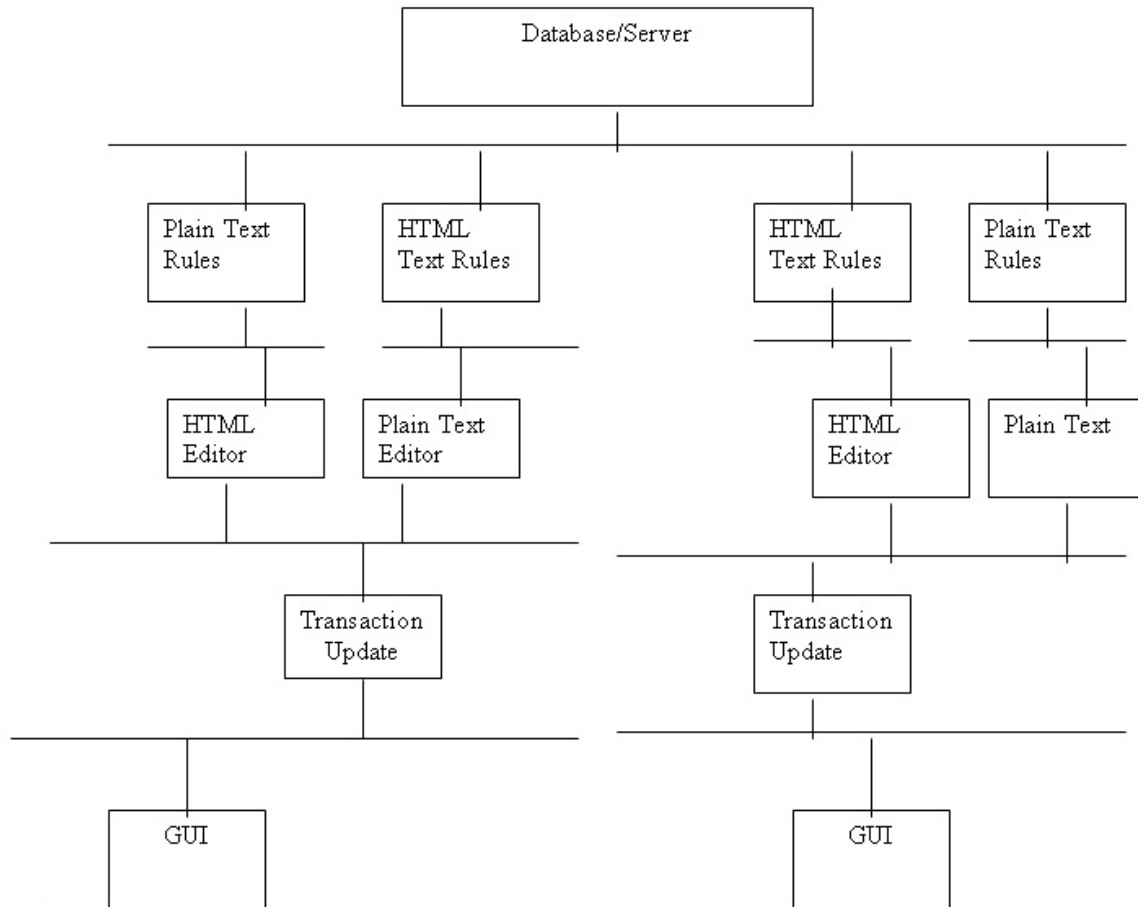 Database/Server
Plain Text
Rules
HTML
Text Rules
HTML
Text Rules
Plain Text
Rules
HTML
Editor
Plain Text
Editor
HTML
Editor
Plain Text
Transaction
Update
Transaction
Update
GUI
GUI